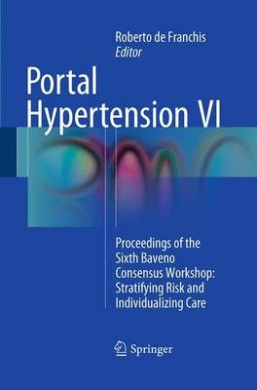 Roberto de Franchis
Editor
Portal
Hypertension VI
Proceedings of the
Sixth Baveno
Consensus Workshop:
Stratifying Risk and
Individualizing Care
Springer